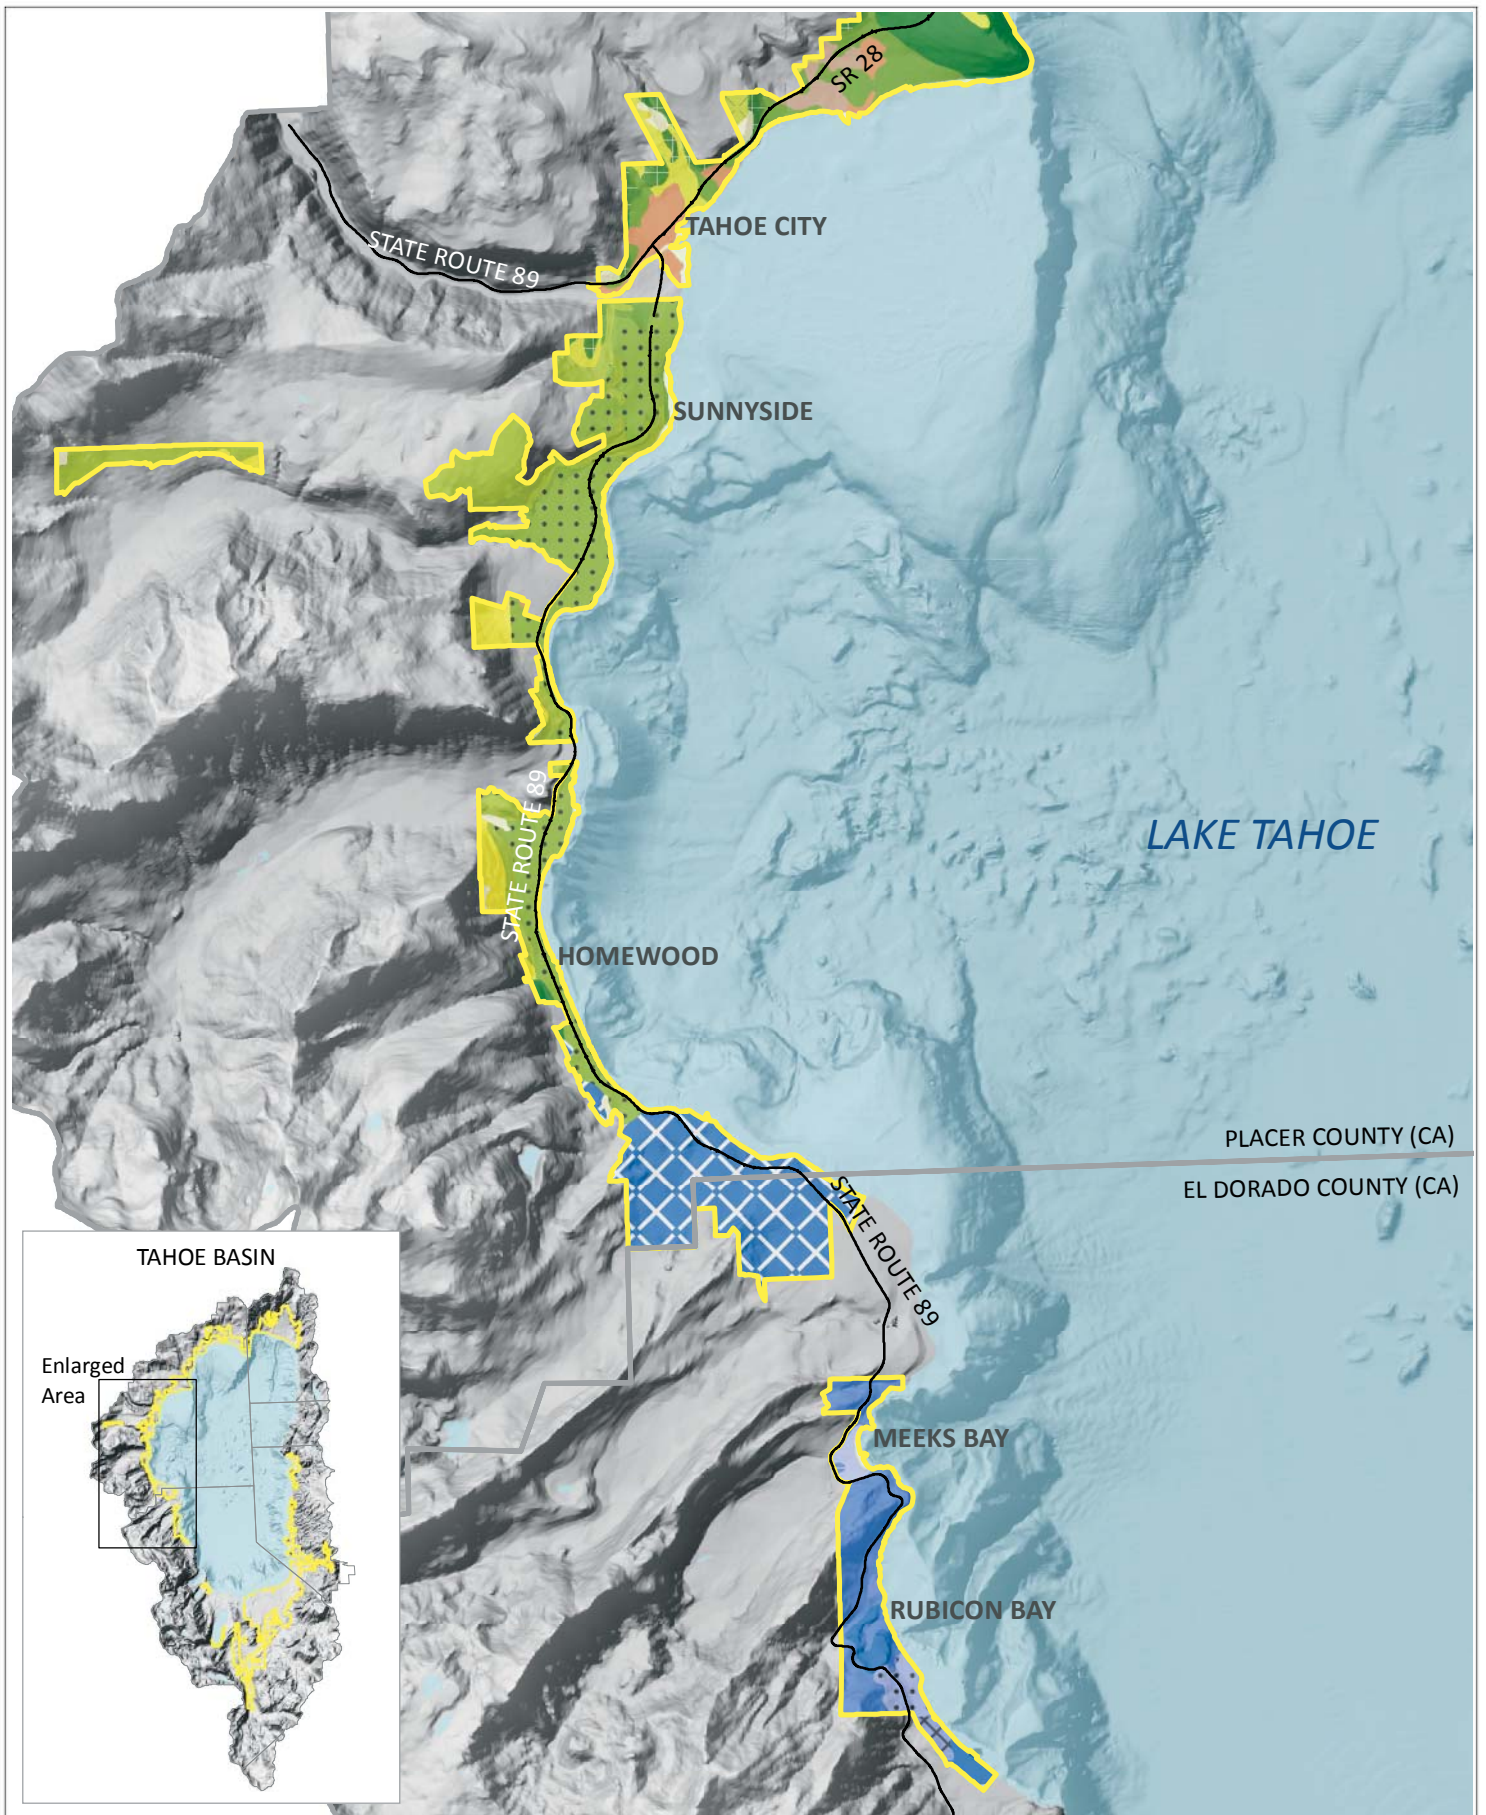 SR 28
TAHOE CITY
STATE ROUTE 89
SUNNYSIDE
STATE ROUTE 89
LAKE TAHOE
HOMEWOOD
PLACER COUNTY (CA)
EL DORADO COUNTY (CA)
STATE ROUTE 89
TAHOE BASIN
Enlarged
Area
MEEKS BAY
RUBICON BAY